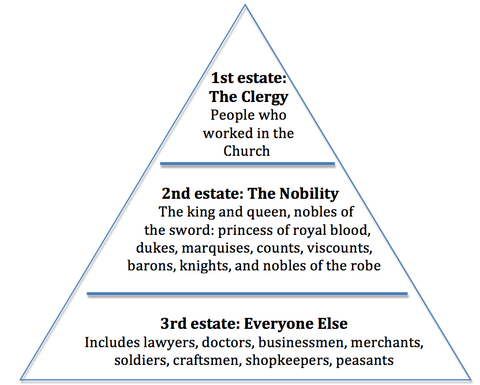 1st estate:
The Clergy
People who
worked in the
Church
2nd estate: The Nobility
The king and queen, nobles of
the sword: princess of royal blood,
dukes, marquises, counts, viscounts,
barons, knights, and nobles of the robe
3rd estate: Everyone Else
Includes lawyers, doctors, businessmen, merchants,
soldiers, craftsmen, shopkeepers, peasants